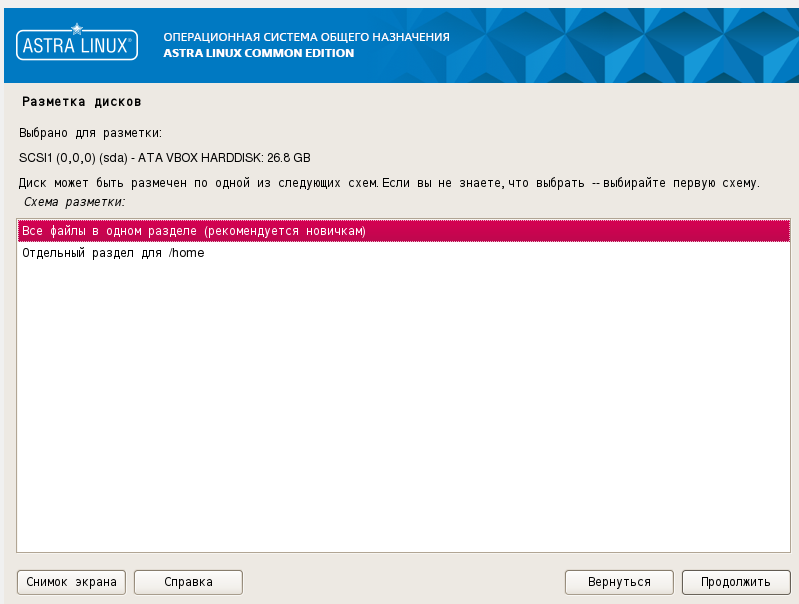 ASTRA LINUX®
ОПЕРАЦИОННАЯ СИСТЕМА ОБЩЕГО НАЗНАЧЕНИЯ
ASTRA LINUX COMMON EDITION
Разметка дисков
Выбрано для разметки:
SCSI1 (0,0,0) (sda) - ATA VBOX HARDDISK: 26.8 GB
Диск может быть размечен по одной из следующих схем. Если вы не знаете, что выбрать -- выбирайте первую схему.
Схема разметки:
Все файлы в одном разделе (рекомендуется новичкам)
Отдельный раздел для /home
Снимок экрана Справка Вернуться Продолжить